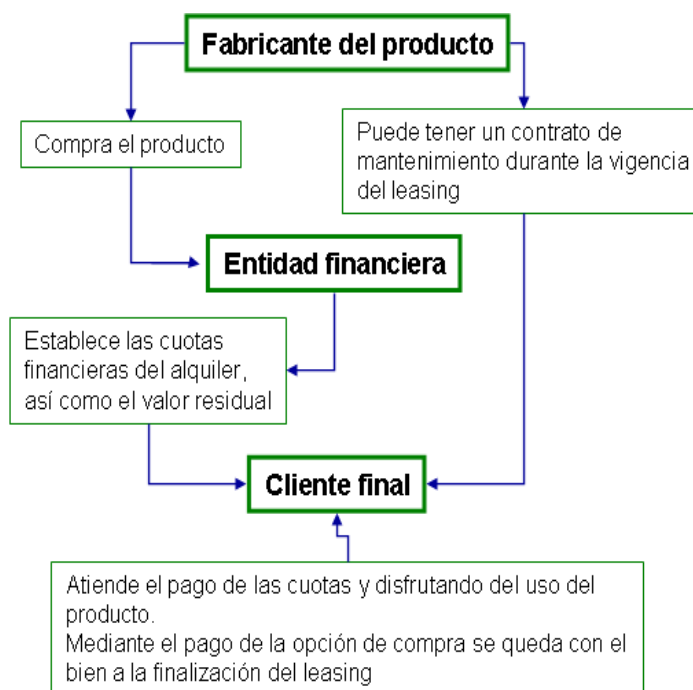 Fabricante del producto
Compra el producto
Puede tener un contrato de
mantenimiento durante la vigencia
del leasing
Entidad financiera
Establece las cuotas
financieras del alquiler,
así como el valor residual
Cliente final
Atiende el pago de las cuotas y disfrutando del uso del
producto.
Mediante el pago de la opción de compra se queda con el
bien a la finalización del leasing